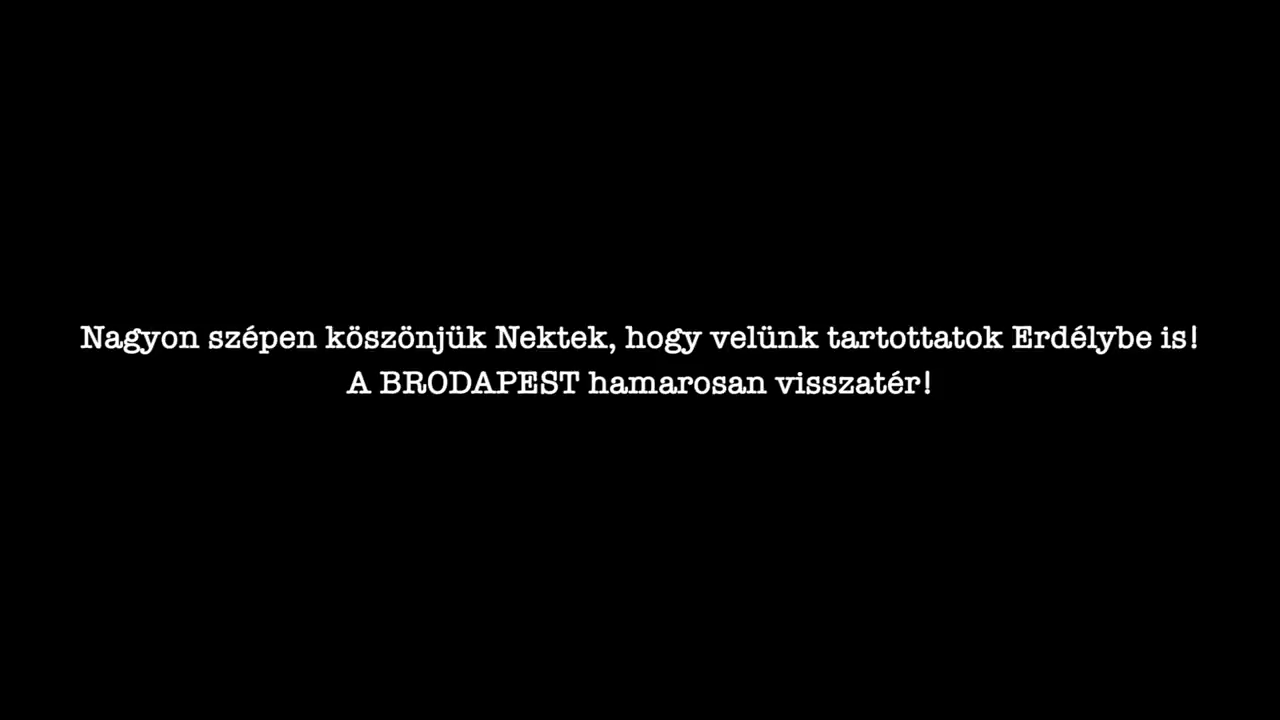 Nagyon szépen köszönjük Nektek, hogy velünk tartottatok Erdélybe is!
A BRODAPEST hamarosan visszatér!